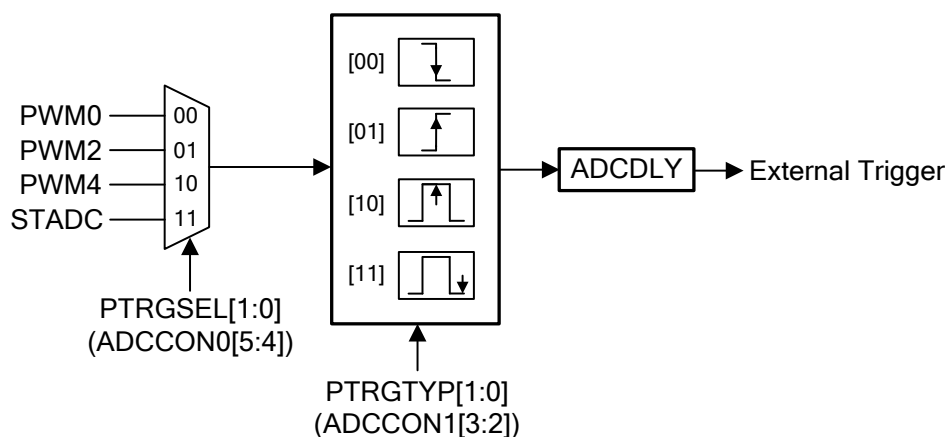 PWM0
PWM2
PWM4
STADC
00
01
10
11
PTRGSEL[1:0]
(ADCCON0[5:4])
[00]
[01]
[10]
[11]
PTRGTYP[1:0]
(ADCCON1[3:2])
ADCDLY
External Trigger